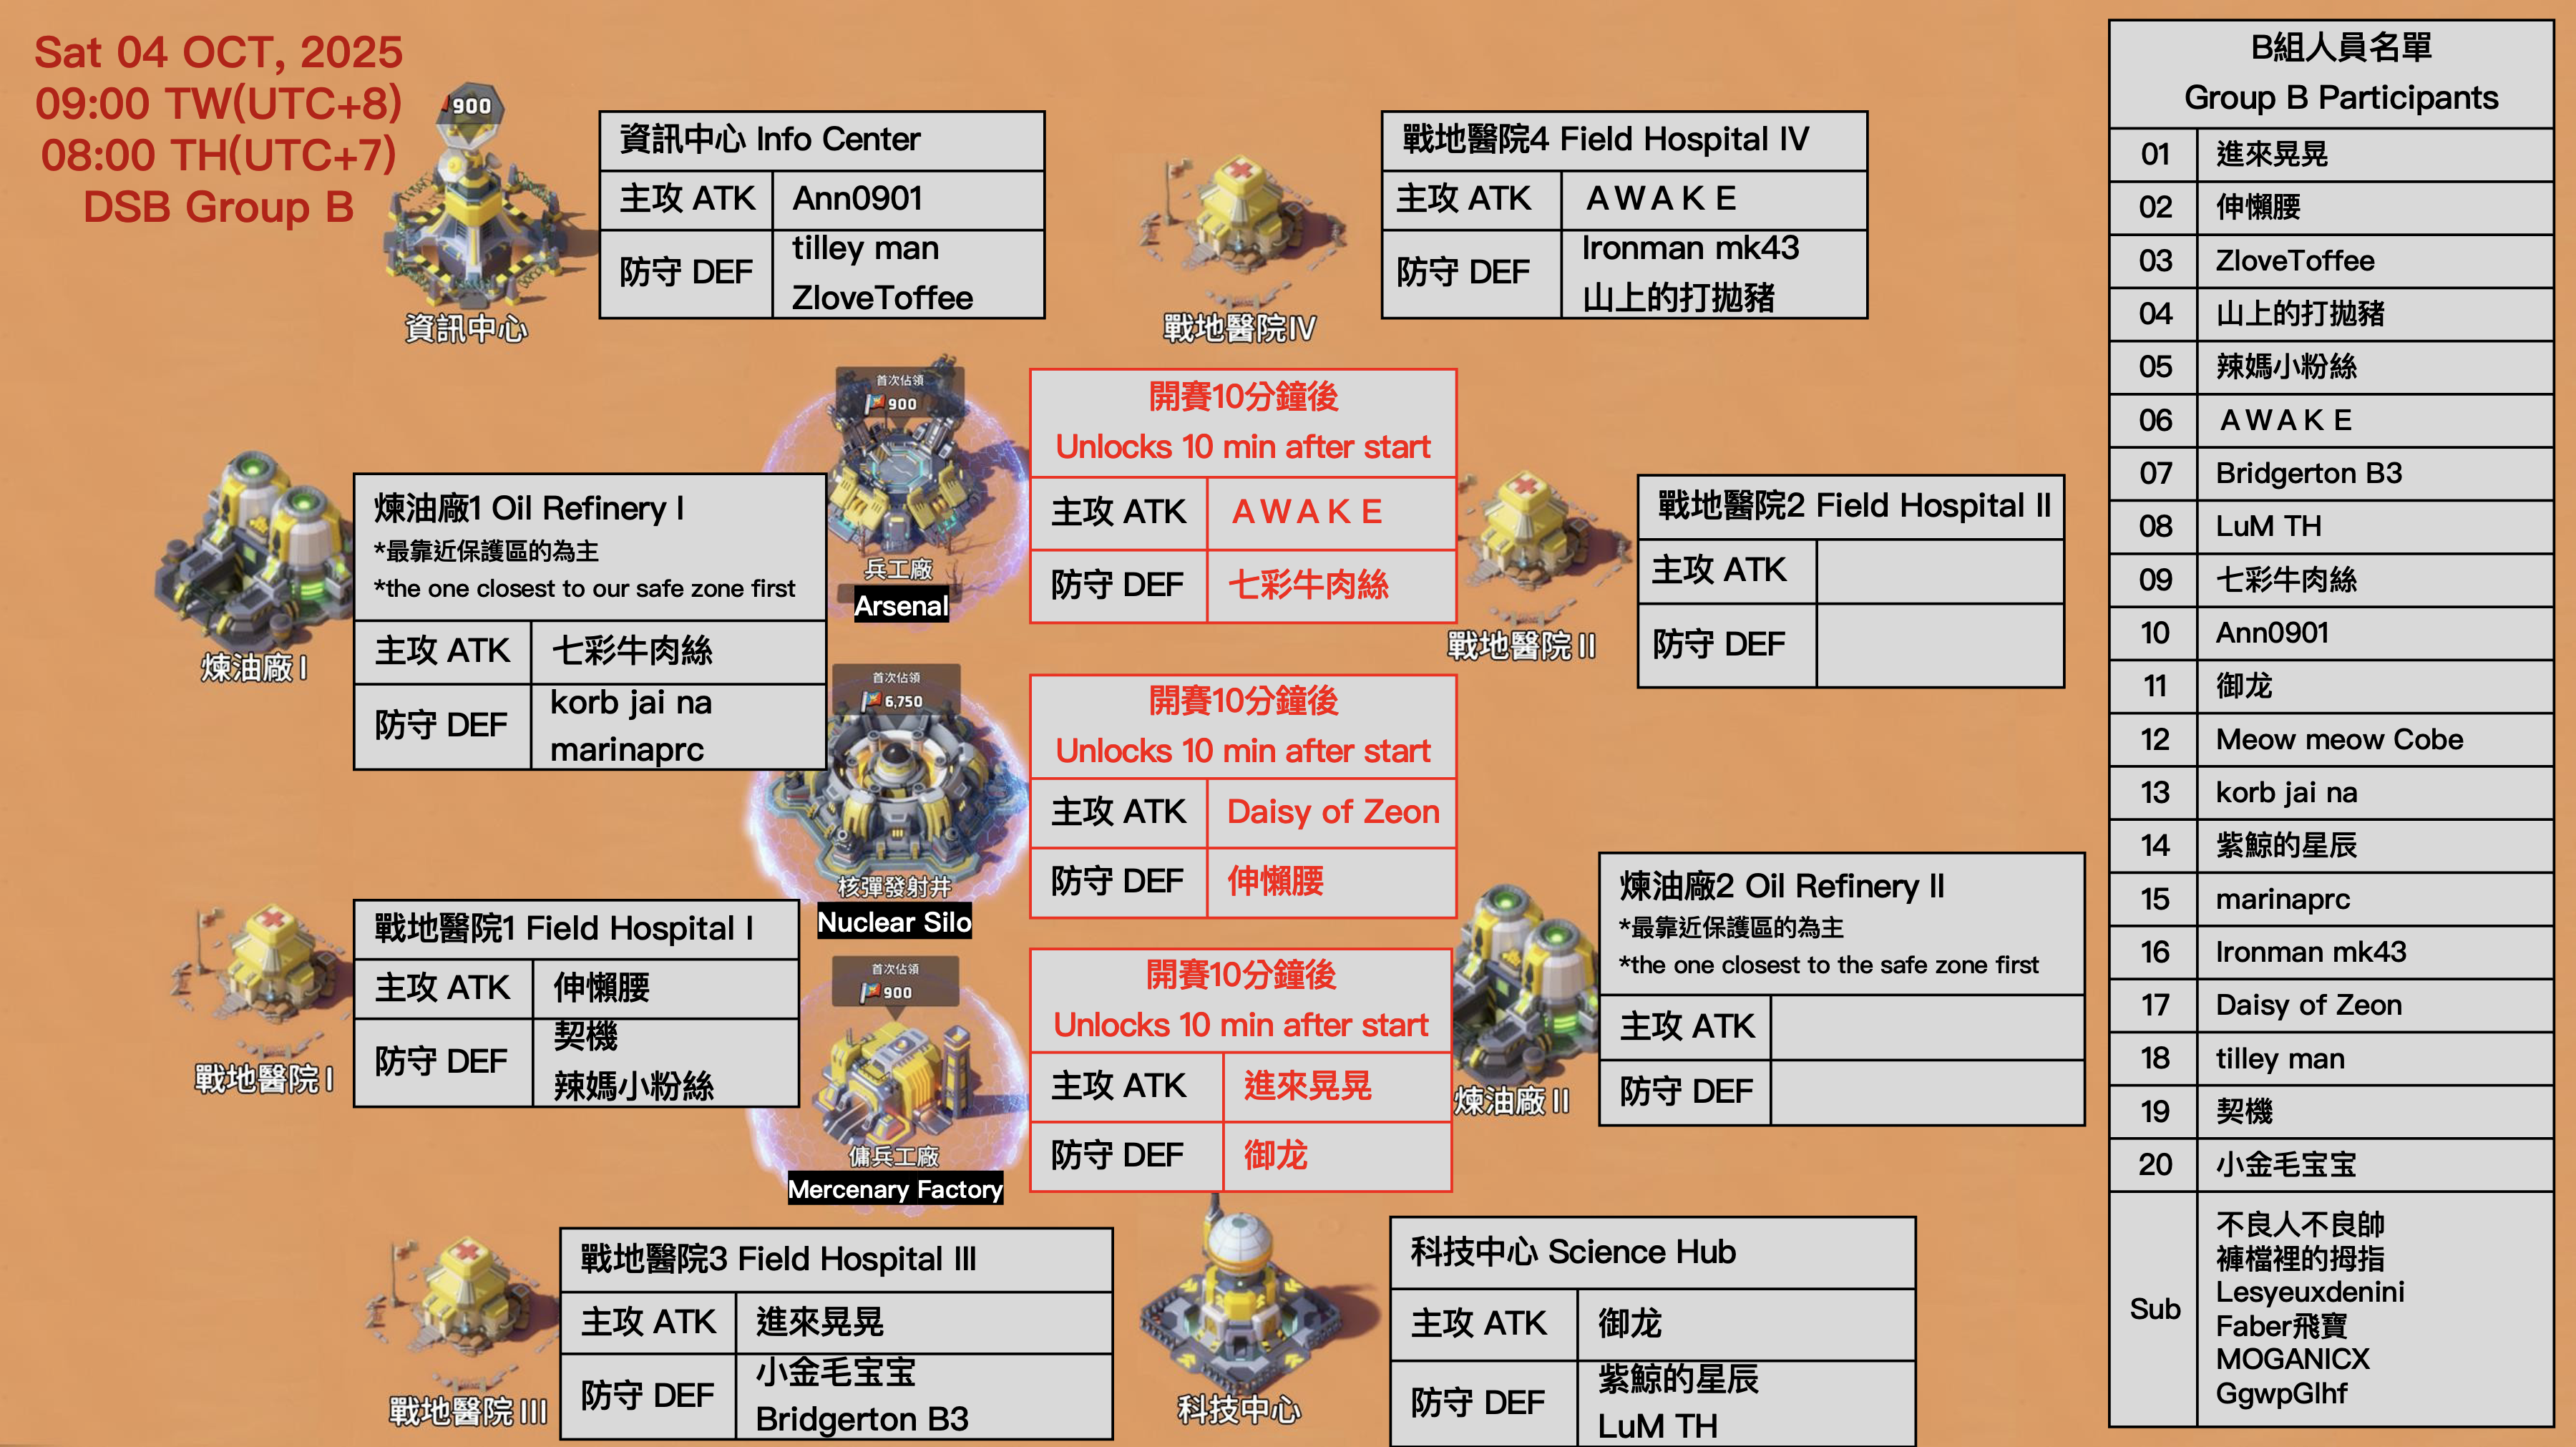 Sat 04 OCT, 2025
09:00 TW(UTC+8)
08:00 TH(UTC+7)
DSB Group B
900
資訊中心
資訊中心 Info Center
主攻 ATK Ann0901
防守 DEF tilley man
ZloveToffee
戰地醫院IV
戰地醫院4 Field Hospital IV
主攻 ATK A W A K E
防守 DEF Ironman mk43
山上的打拋豬
煉油廠 I
煉油廠1 Oil Refinery I
*最靠近保護區的為主
*the one closest to our safe zone first
主攻 ATK 七彩牛肉絲
防守 DEF korb jai na
marinaprc
首次佔領
900
兵工廠
Arsenal
開賽10分鐘後
Unlocks 10 min after start
主攻 ATK A W A K E
防守 DEF 七彩牛肉絲
戰地醫院 II
戰地醫院2 Field Hospital II
主攻 ATK
防守 DEF
首次佔領
6,750
核彈發射井
Nuclear Silo
開賽10分鐘後
Unlocks 10 min after start
主攻 ATK Daisy of Zeon
防守 DEF 伸懶腰
戰地醫院 I
戰地醫院1 Field Hospital I
主攻 ATK 伸懶腰
防守 DEF 契機
辣媽小粉絲
首次佔領
900
傭兵工廠
Mercenary Factory
開賽10分鐘後
Unlocks 10 min after start
主攻 ATK 進來晃晃
防守 DEF 御龙
煉油廠 II
煉油廠2 Oil Refinery II
*最靠近保護區的為主
*the one closest to the safe zone first
主攻 ATK
防守 DEF
戰地醫院 III
戰地醫院3 Field Hospital III
主攻 ATK 進來晃晃
防守 DEF 小金毛宝宝
Bridgerton B3
科技中心
科技中心 Science Hub
主攻 ATK 御龙
防守 DEF 紫鯨的星辰
LuM TH
B組人員名單
Group B Participants
01 進來晃晃
02 伸懶腰
03 ZloveToffee
04 山上的打拋豬
05 辣媽小粉絲
06 A W A K E
07 Bridgerton B3
08 LuM TH
09 七彩牛肉絲
10 Ann0901
11 御龙
12 Meow meow Cobe
13 korb jai na
14 紫鯨的星辰
15 marinaprc
16 Ironman mk43
17 Daisy of Zeon
18 tilley man
19 契機
20 小金毛宝宝
Sub 不良人不良帥
褲檔裡的拇指
Lesyeuxdenini
Faber飛寶
MOGANICX
GgwpGlhf